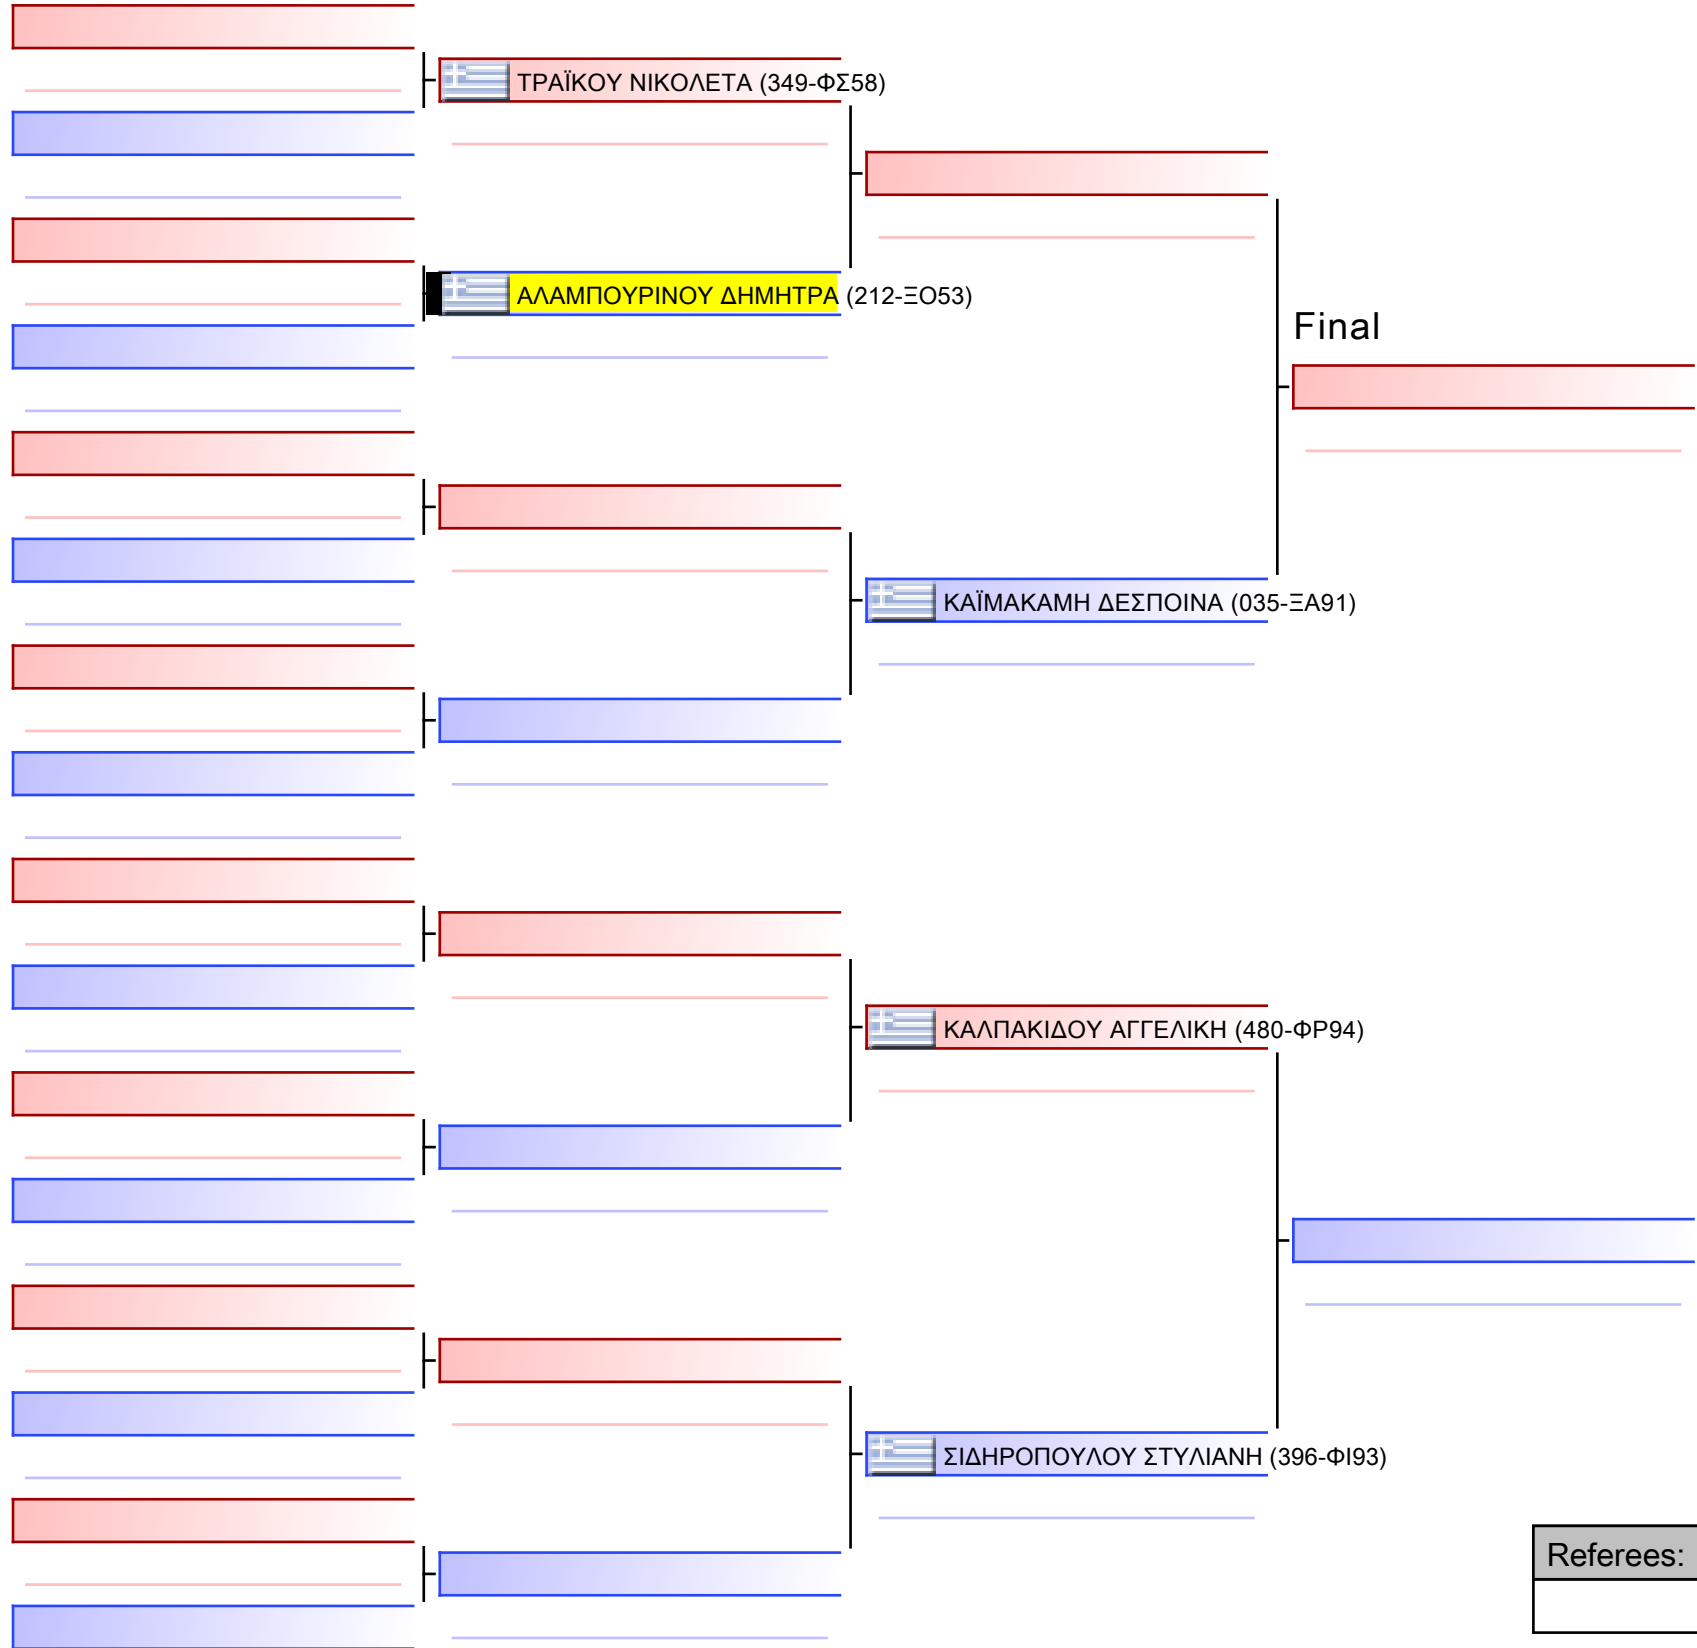 ΤΡΑΪΚΟΥ ΝΙΚΟΛΕΤΑ (349-ΦΣ58)
ΑΛΑΜΠΟΥΡΙΝΟΥ ΔΗΜΗΤΡΑ (212-ΞΟ53)
Final
ΚΑΪΜΑΚΑΜΗ ΔΕΣΠΟΙΝΑ (035-ΞΑ91)
ΚΑΛΠΑΚΙΔΟΥ ΑΓΓΕΛΙΚΗ (480-ΦΡ94)
ΣΙΔΗΡΟΠΟΥΛΟΥ ΣΤΥΛΙΑΝΗ (396-ΦΙ93)
Referees: